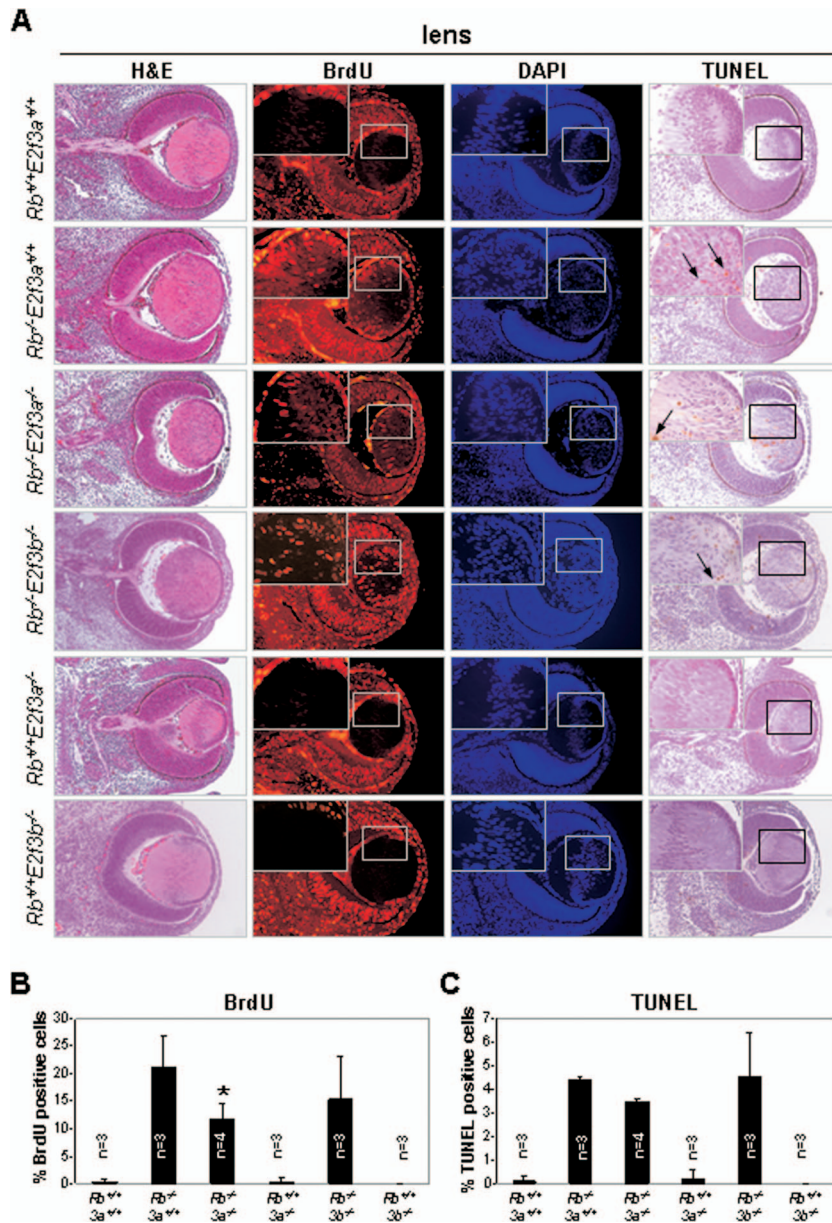 A
lens
H&E BrdU DAPI TUNEL
Rb+/+E2f3a+/+
Rb-/-E2f3a+/+
Rb-/-E2f3a-/-
Rb-/-E2f3b-/-
Rb+/+E2f3a-/-
Rb+/+E2f3b-/-
B
BrdU
% BrdU positive cells
30
25
20
15
10
5
0
n=3 n=3 n=4 n=3 n=3 n=3
*
Rb+/+ Rb-/- Rb-/- Rb+/+ Rb-/- Rb+/+
3a+/+ 3a+/+ 3a-/- 3a-/- 3b-/- 3b-/-
C
TUNEL
% TUNEL positive cells
7
6
5
4
3
2
1
0
n=3 n=3 n=4 n=3 n=3 n=3
Rb+/+ Rb-/- Rb-/- Rb+/+ Rb-/- Rb+/+
3a+/+ 3a+/+ 3a-/- 3a-/- 3b-/- 3b-/-